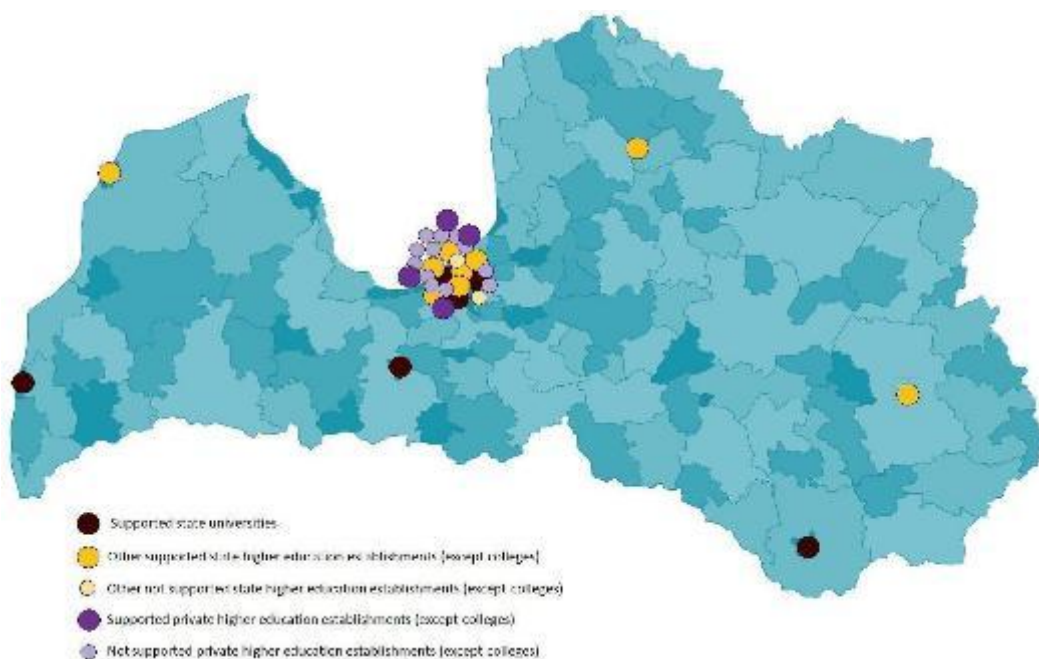 Supported state universities
Other supported state higher education establishments (except colleges)
Other not supported state higher education establishments (except colleges)
Supported private higher education establishments (except colleges)
Not supported private higher education establishments (except colleges)